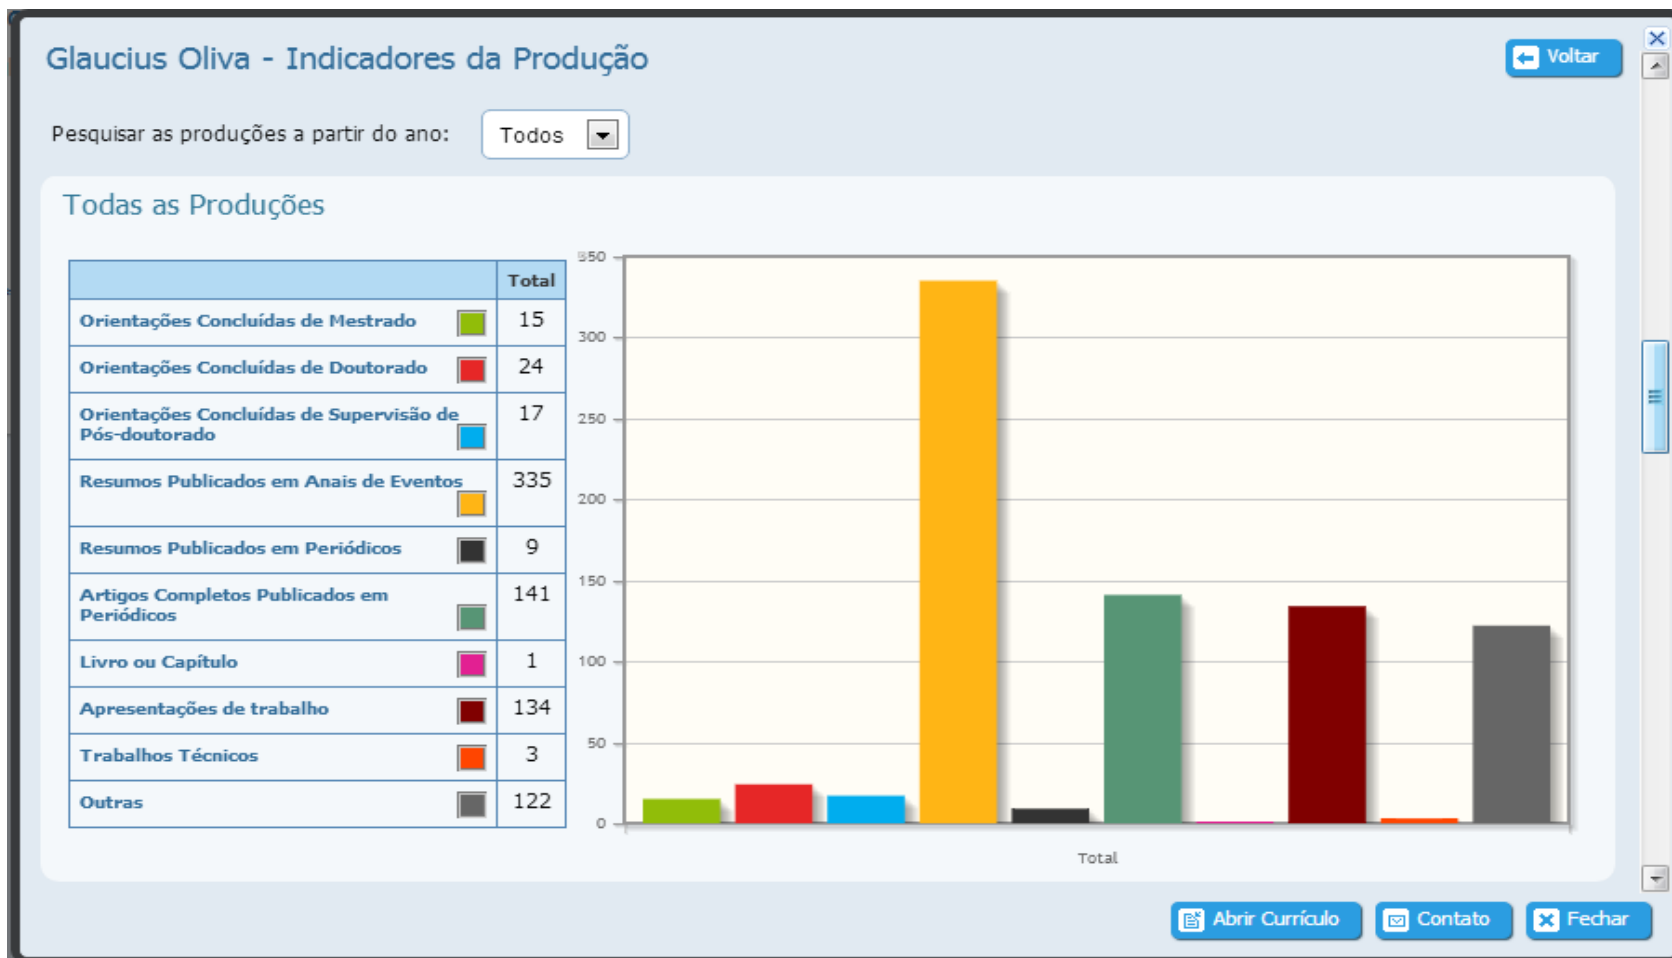 Glaucius Oliva - Indicadores da Produção
Voltar
Pesquisar as produções a partir do ano:
Todos
Todas as Produções
Total
Orientações Concluídas de Mestrado 15
Orientações Concluídas de Doutorado 24
Orientações Concluídas de Supervisão de 17
Pós-doutorado
Resumos Publicados em Anais de Eventos 335
Resumos Publicados em Periódicos 9
Artigos Completos Publicados em 141
Periódicos
Livro ou Capítulo 1
Apresentações de trabalho 134
Trabalhos Técnicos 3
Outras 122
350
300
250
200
150
100
50
0
Total
Abrir Currículo
Contato
Fechar